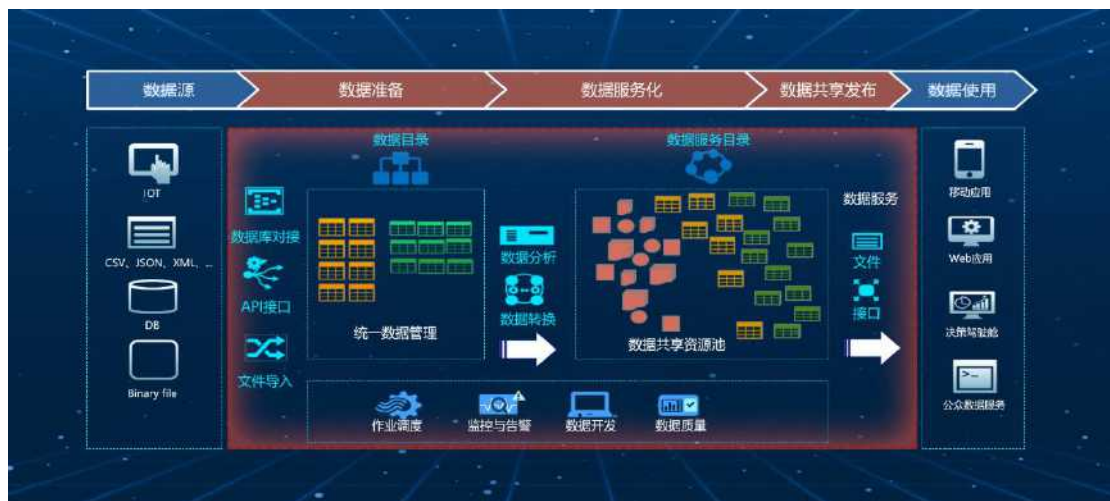 数据源
数据准备
数据服务化
数据共享发布
数据使用
IOT
CSV、JSON、XML, ..
DB
Binary file
数据目录
数据库对接
API接口
文件导入
统一数据管理
数据分析
数据转换
数据服务目录
数据共享资源池
数据服务
文件
接口
作业调度
监控与告警
数据开发
数据质量
移动应用
Web应用
决策驾驶舱
公众数据服务